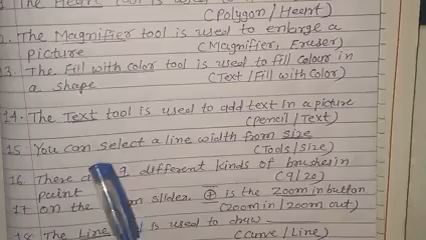 The Heart tool is
(Polygon / Heart)
The Magnifier tool is used to enlarge a
picture (Magnifier, Eraser)
13. The Fill with color tool is used to fill colour in
a shape (Text / Fill with Color)
14. The Text tool is used to add text in a picture
(Pencil / Text)
15 You can select a line width from size
(Tools / Size)
16. There 9 different kinds of brushes in
paint (9 / 20)
17 on the slider. ⊕ is the zoom in button
(Zoom in / zoom out)
18 The Line is used to draw
(Curve / Line)